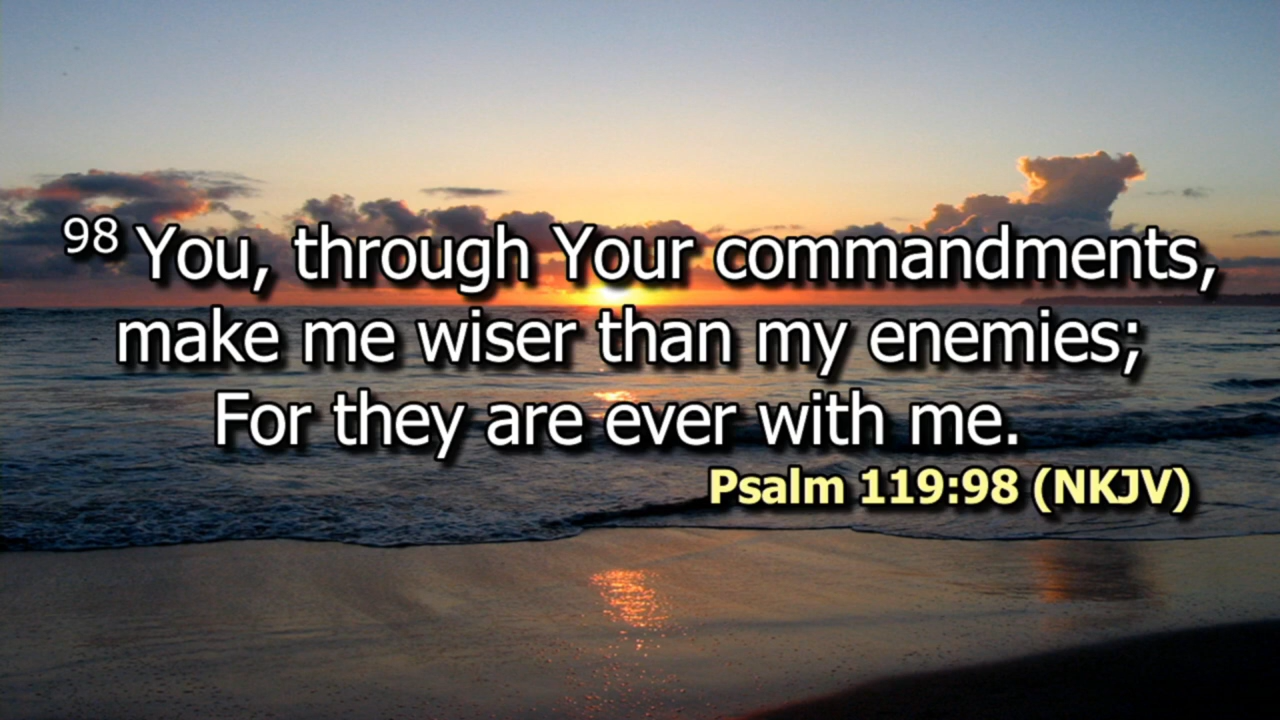 98 You, through Your commandments,
make me wiser than my enemies;
For they are ever with me.
Psalm 119:98 (NKJV)